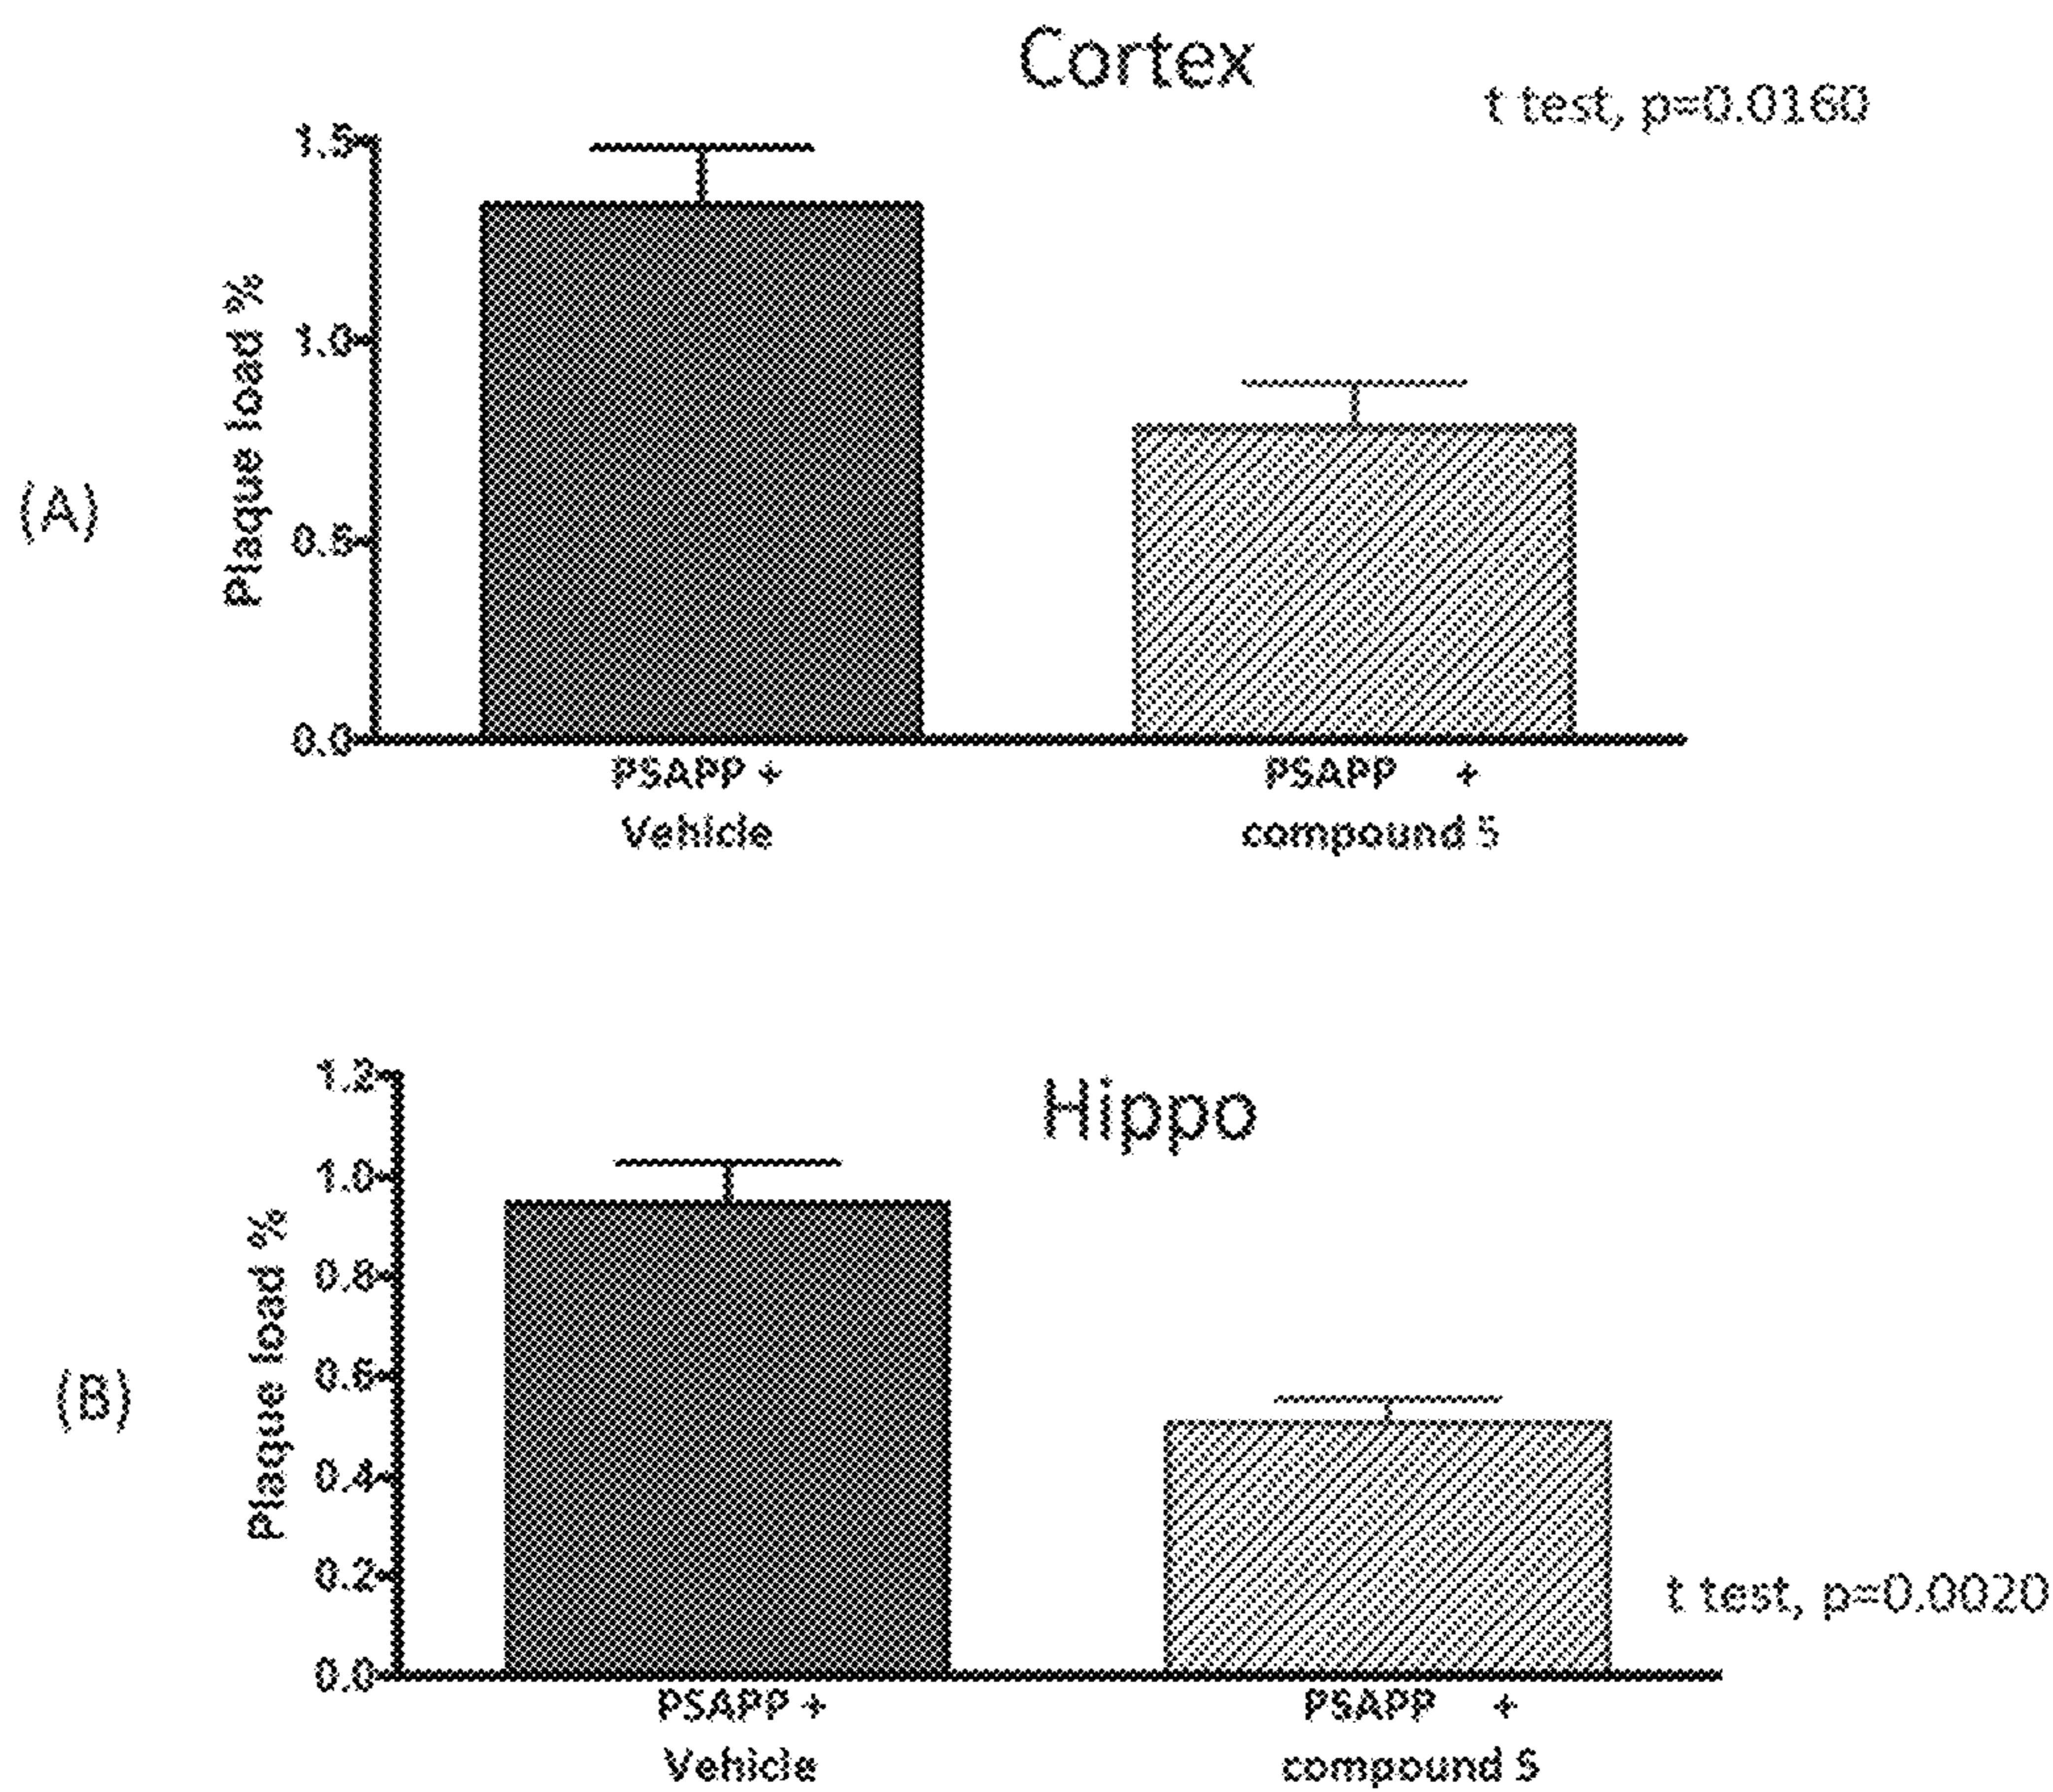 Cortex
t test, p=0.0160
1.5
1.0
0.5
0.0
Plaque load %
(A)
PSAPP +
Vehicle
PSAPP +
compound 5
Hippo
1.2
1.0
0.8
0.6
0.4
0.2
0.0
Plaque load %
(B)
t test, p=0.0020
PSAPP +
Vehicle
PSAPP +
compound 5